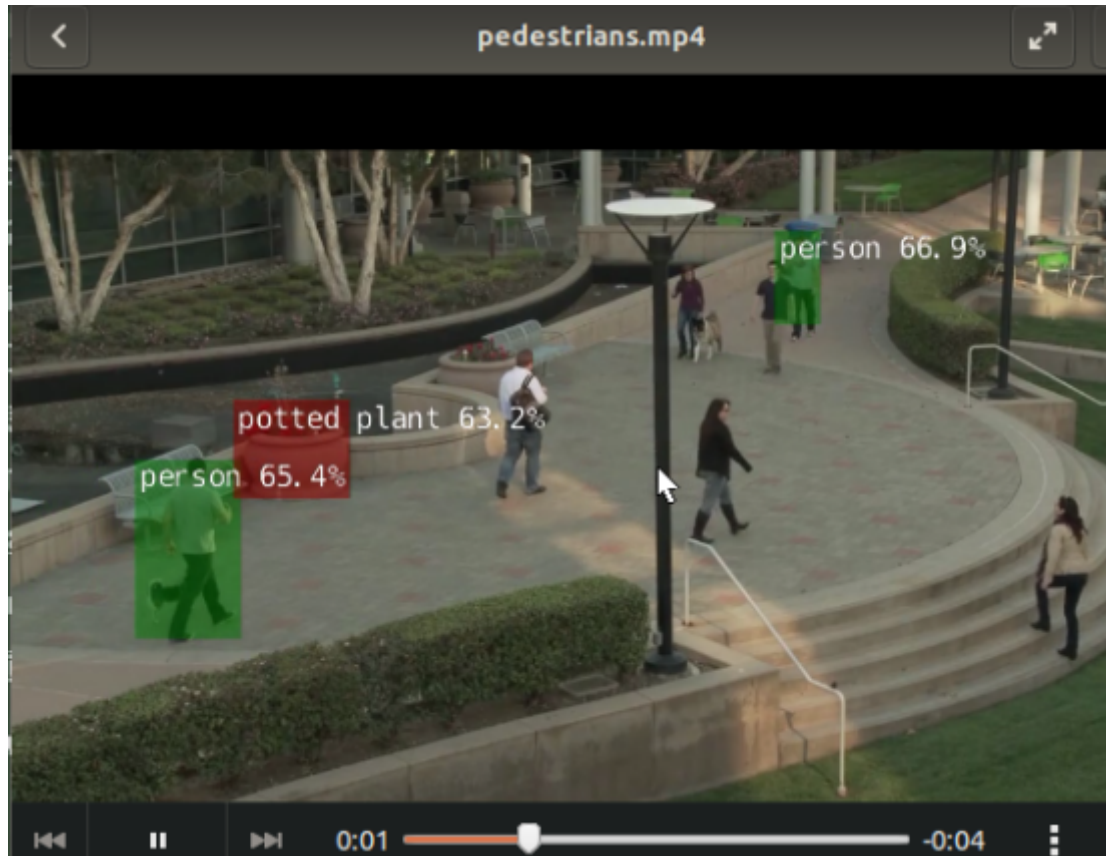 pedestrians.mp4
person 66.9%
potted plant 63.2%
person 65.4%
0:01
-0:04